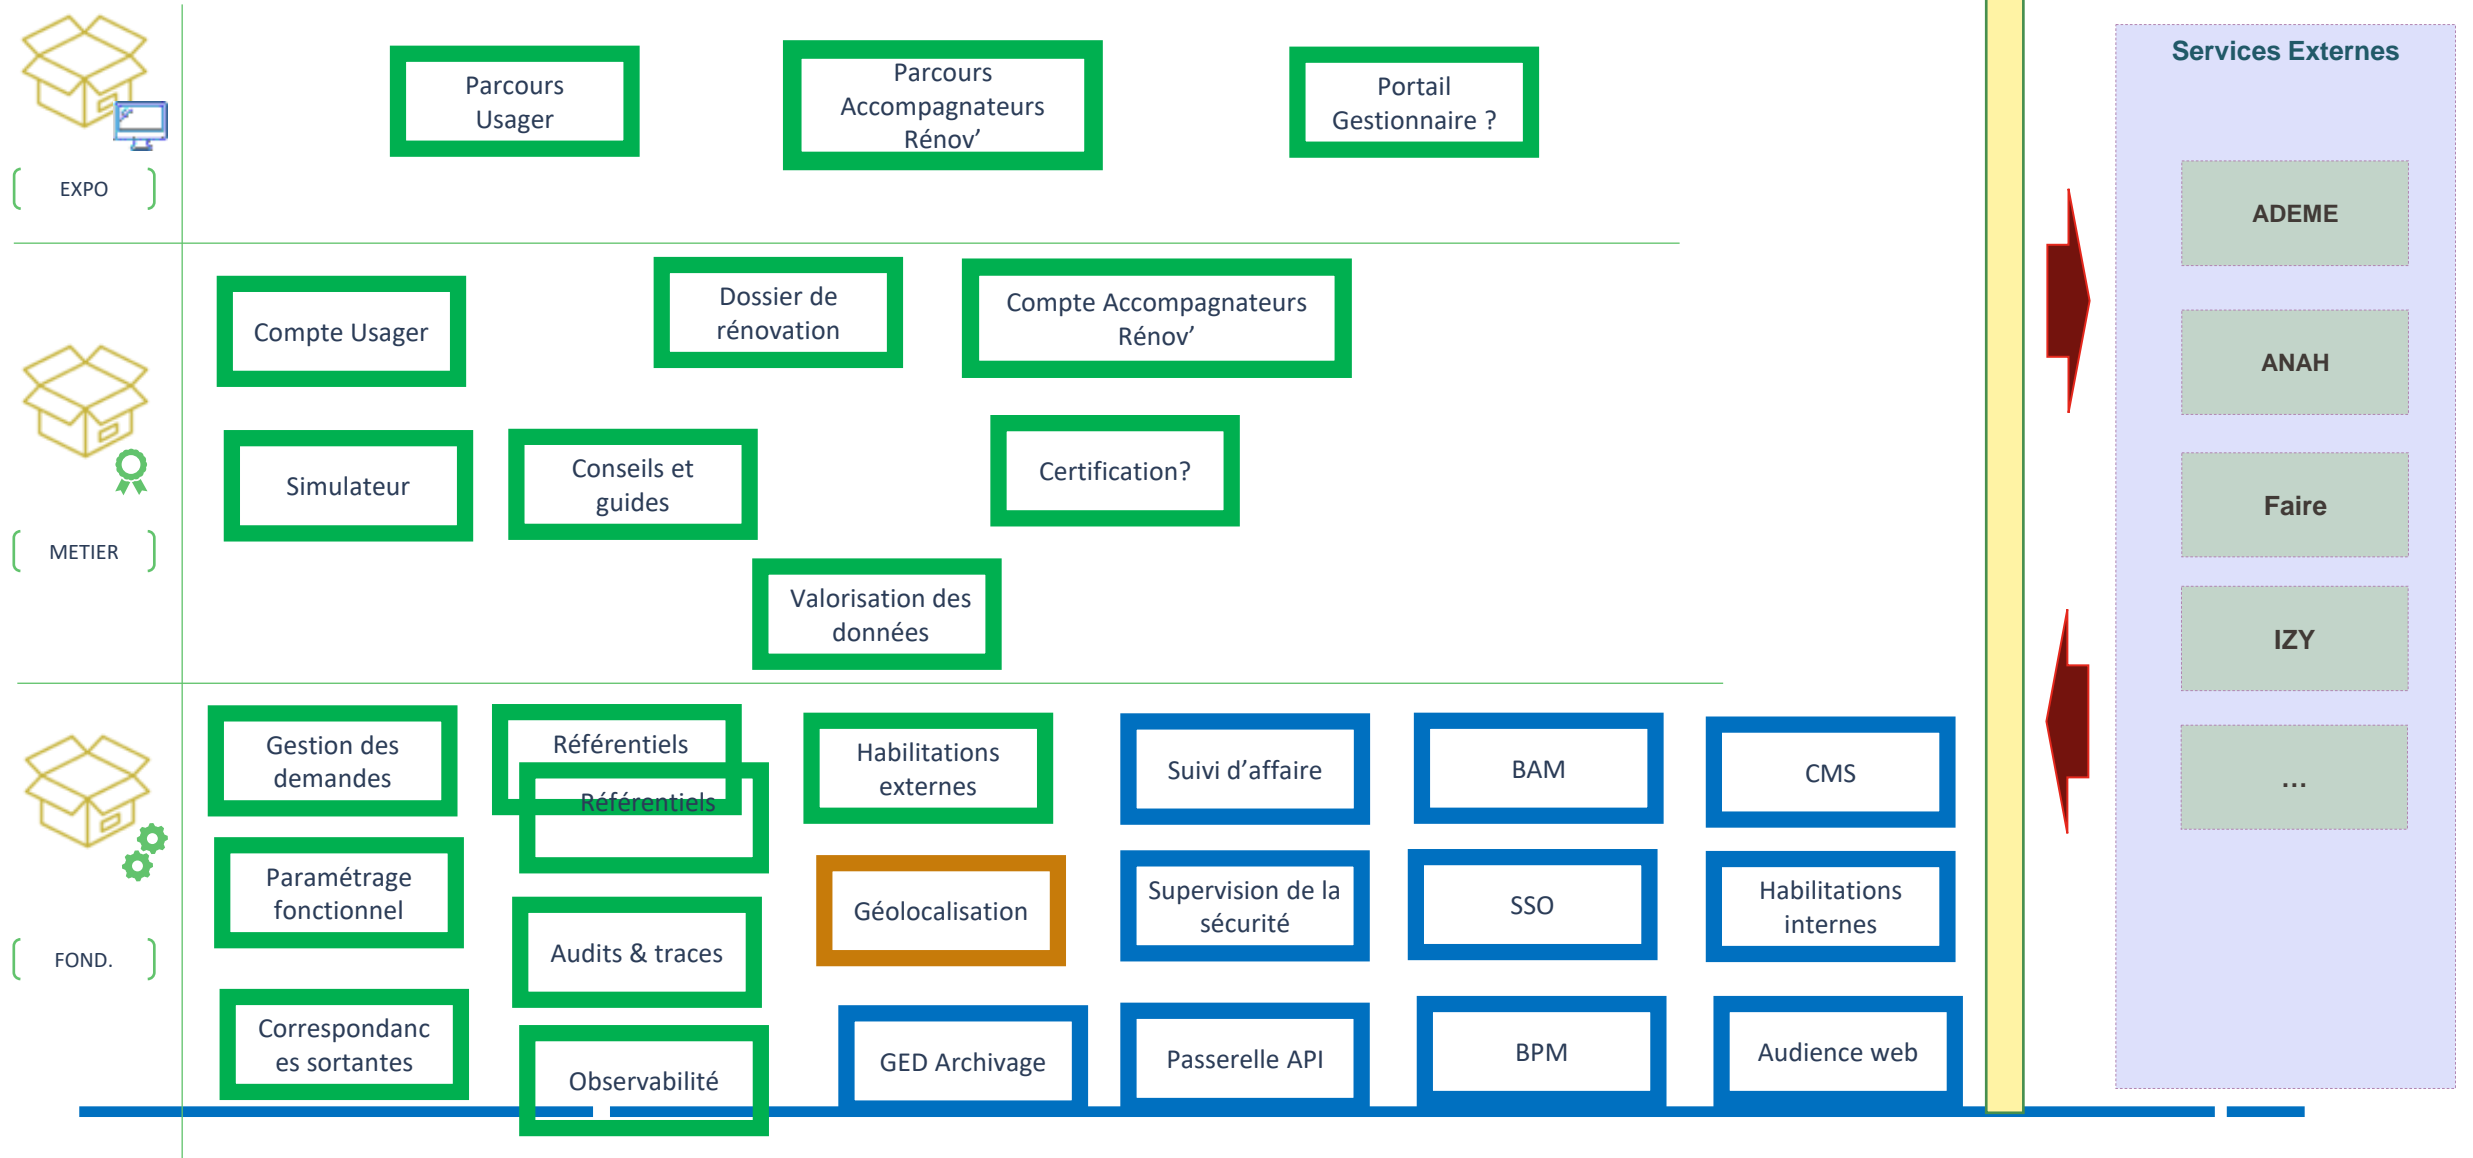 Services Externes
Parcours
Usager
Parcours
Accompagnateurs
Rénov’
Portail
Gestionnaire ?
EXPO
ADEME
Compte Usager
Dossier de
rénovation
Compte Accompagnateurs
Rénov’
ANAH
Simulateur
Conseils et
guides
Certification?
Faire
METIER
Valorisation des
données
IZY
Gestion des
demandes
Référentiels
Référentiels
Habilitations
externes
Suivi d’affaire
BAM
CMS
...
Paramétrage
fonctionnel
Audits & traces
Géolocalisation
Supervision de la
sécurité
SSO
Habilitations
internes
FOND.
Correspondanc
es sortantes
Observabilité
GED Archivage
Passerelle API
BPM
Audience web